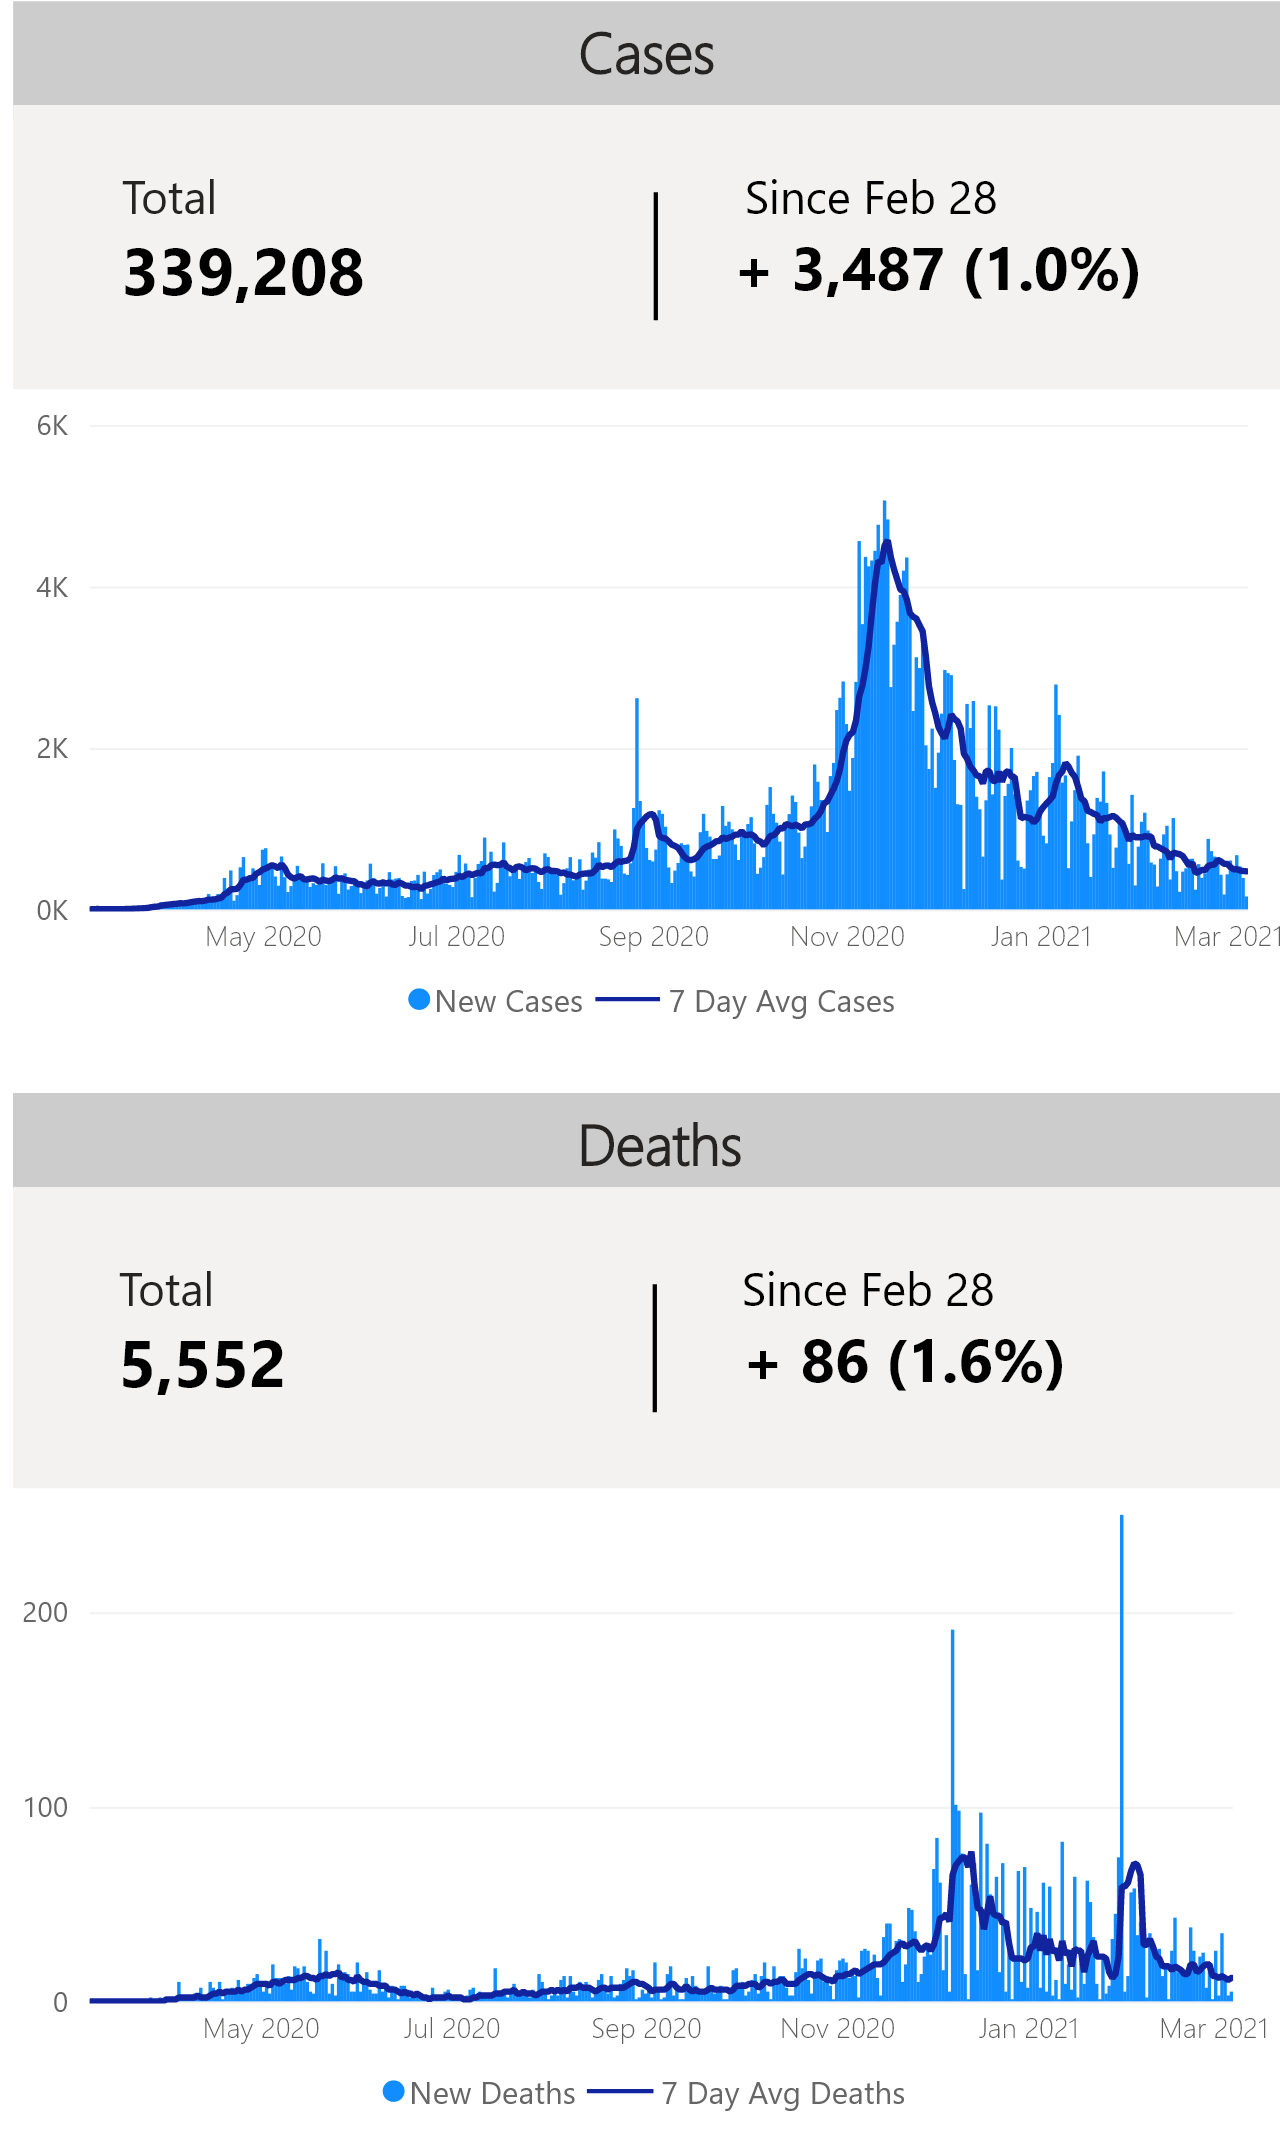 Cases
Total
Since Feb 28
339,208
+ 3,487 (1.0%)
6K
4K
2K
0K
May 2020 Jul 2020 Sep 2020 Nov 2020 Jan 2021 Mar 2021
New Cases 7 Day Avg Cases
Deaths
Total
Since Feb 28
5,552
+ 86 (1.6%)
200
100
0
May 2020 Jul 2020 Sep 2020 Nov 2020 Jan 2021 Mar 2021
New Deaths 7 Day Avg Deaths